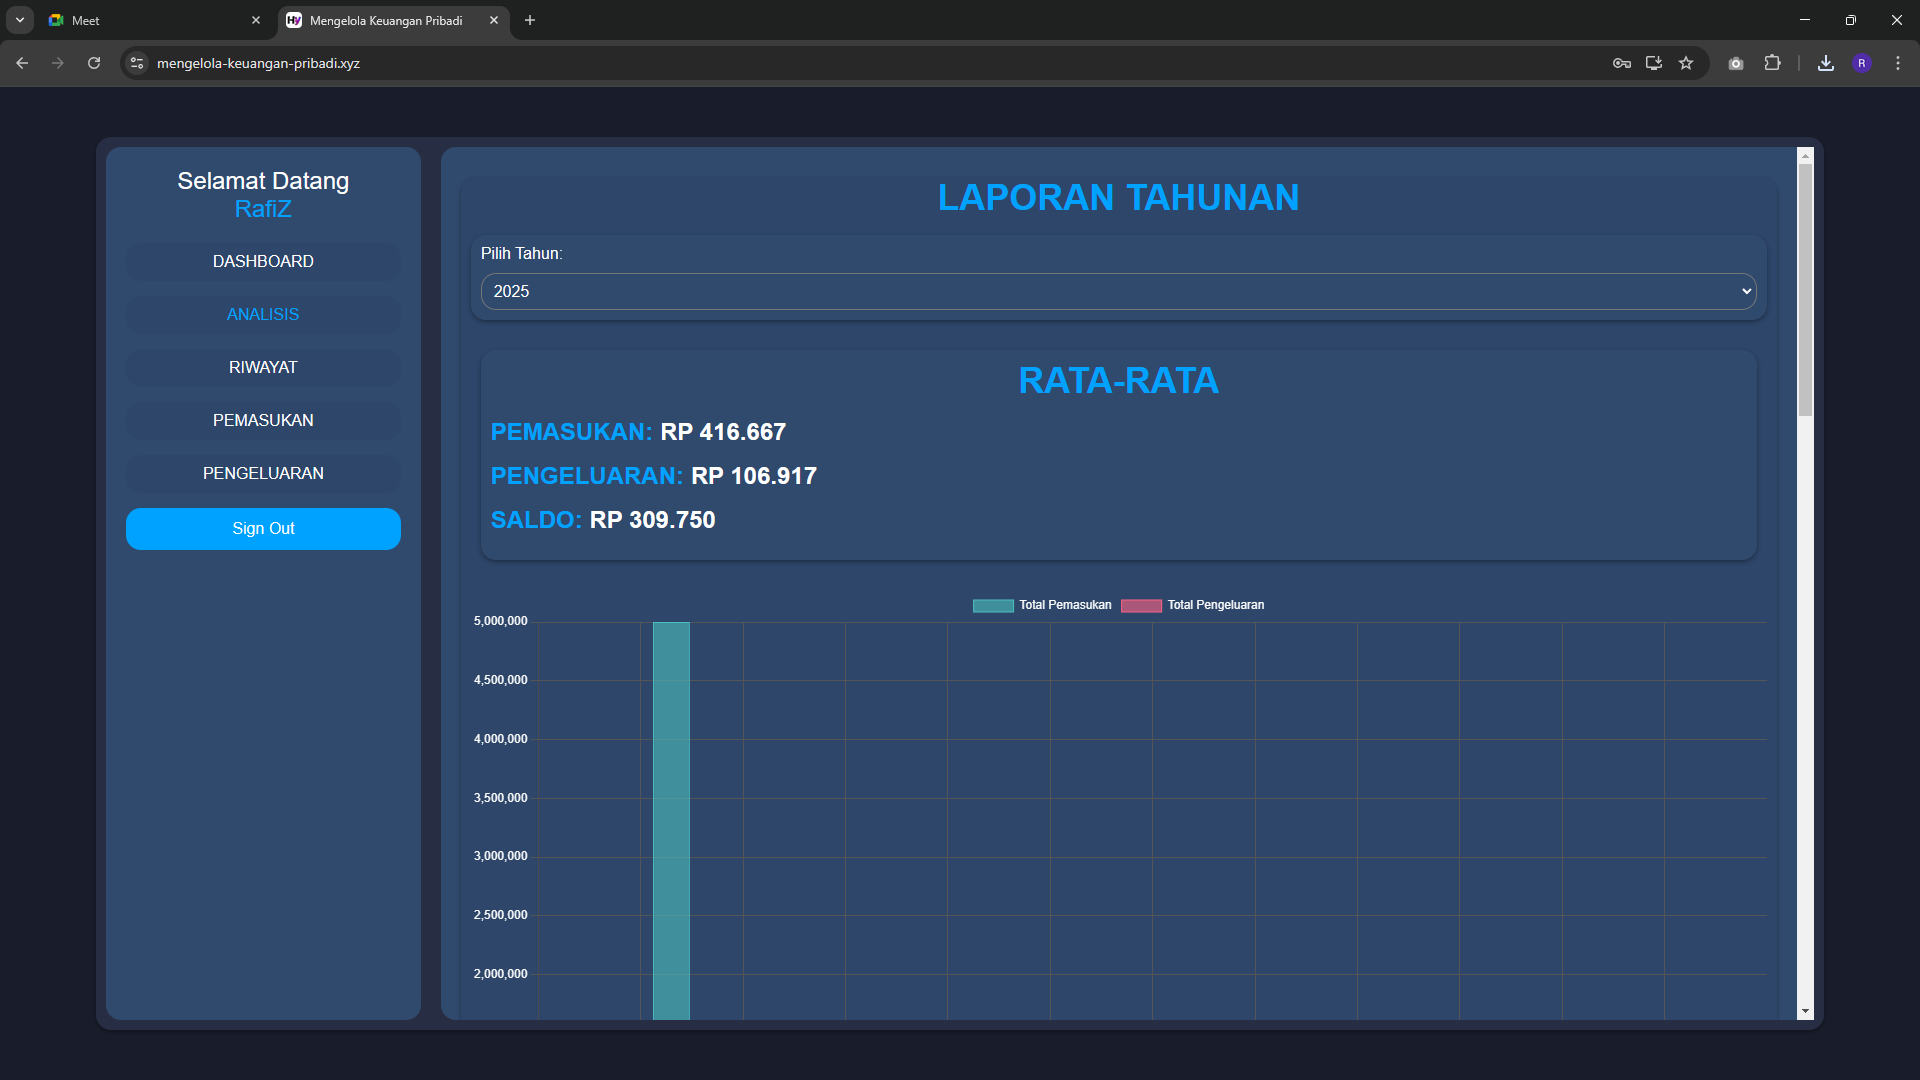 Meet
Mengelola Keuangan Pribadi
mengelola-keuangan-pribadi.xyz
R
Selamat Datang
RafiZ
DASHBOARD
ANALISIS
RIWAYAT
PEMASUKAN
PENGELUARAN
Sign Out
LAPORAN TAHUNAN
Pilih Tahun:
2025
RATA-RATA
PEMASUKAN: RP 416.667
PENGELUARAN: RP 106.917
SALDO: RP 309.750
Total Pemasukan Total Pengeluaran
5,000,000
4,500,000
4,000,000
3,500,000
3,000,000
2,500,000
2,000,000